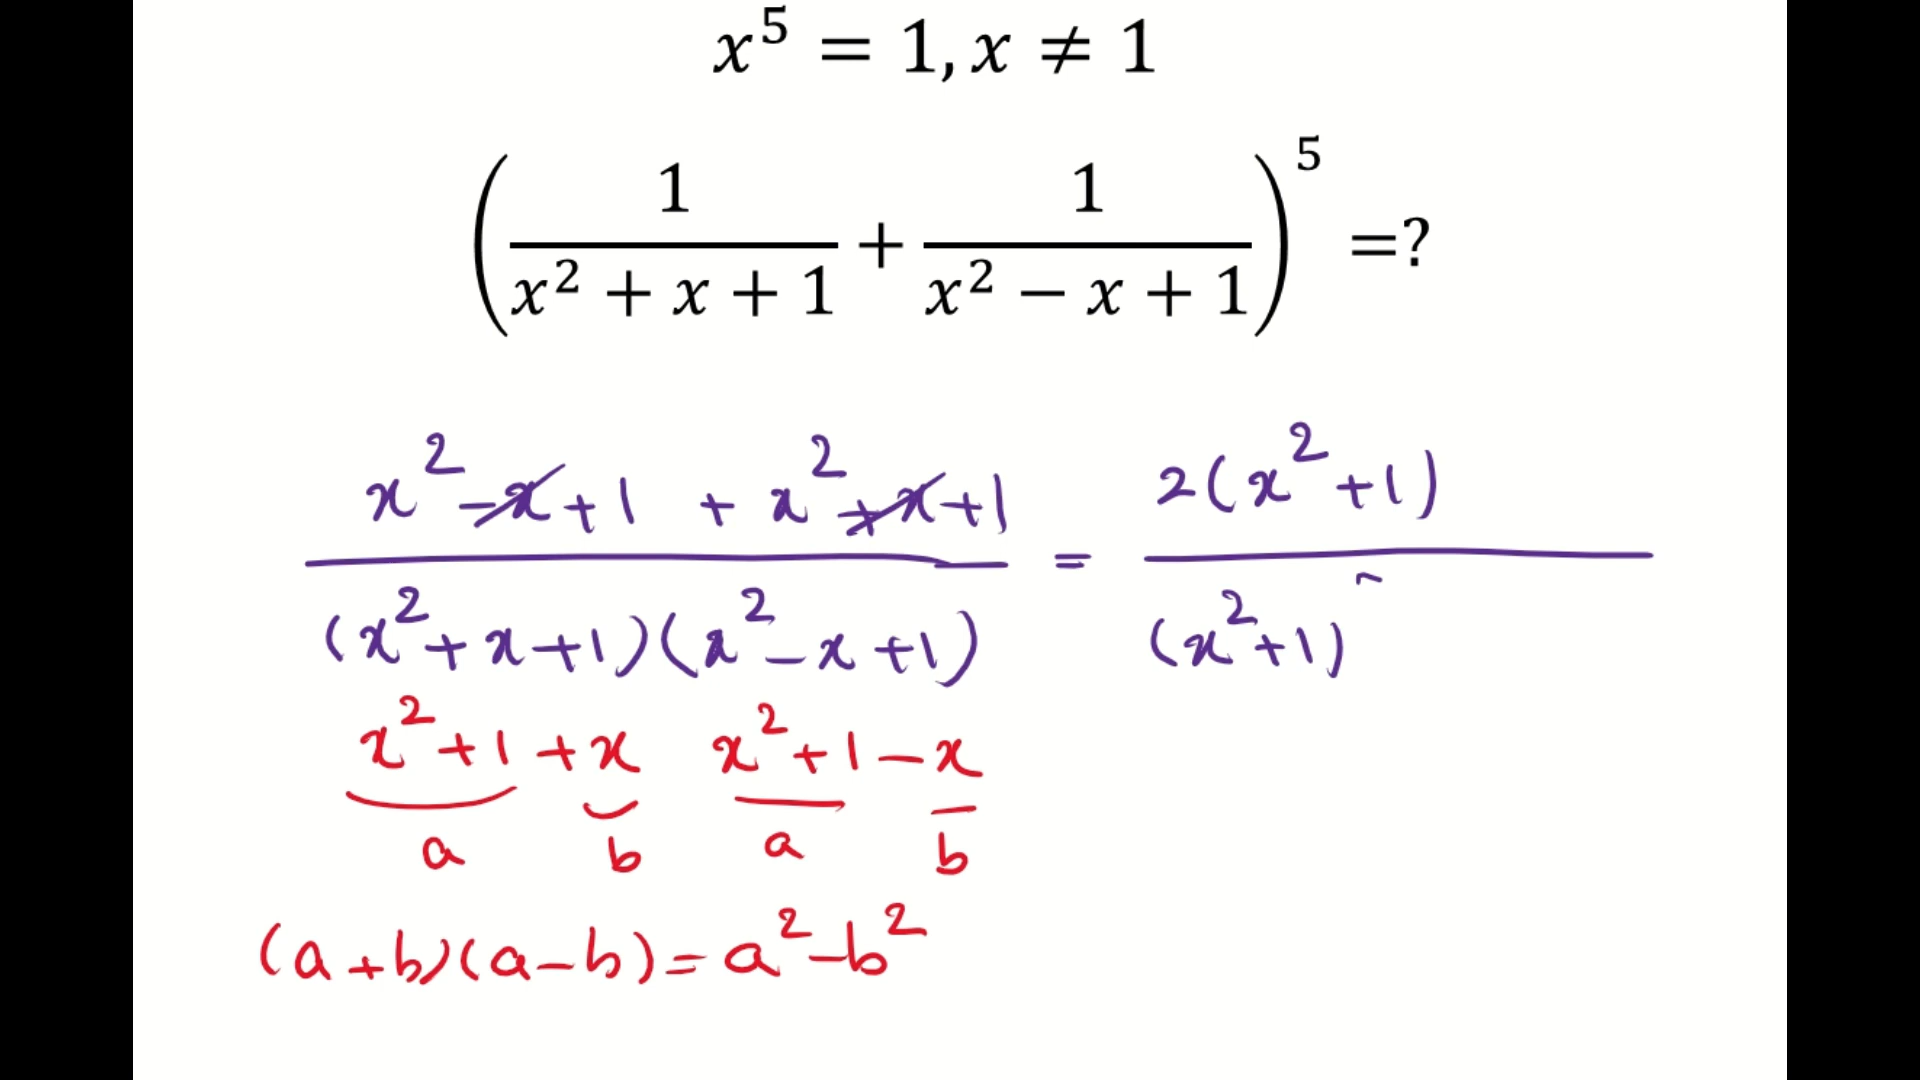 x⁵ = 1, x ≠ 1
(1/(x² + x + 1) + 1/(x² − x + 1))⁵ =?
(x² − x + 1 + x² + x + 1)/((x² + x + 1)(x² − x + 1)) = 2(x² + 1)/(x² + 1)
x² + 1 + x x² + 1 − x
a b a b
(a + b)(a − b) = a² − b²